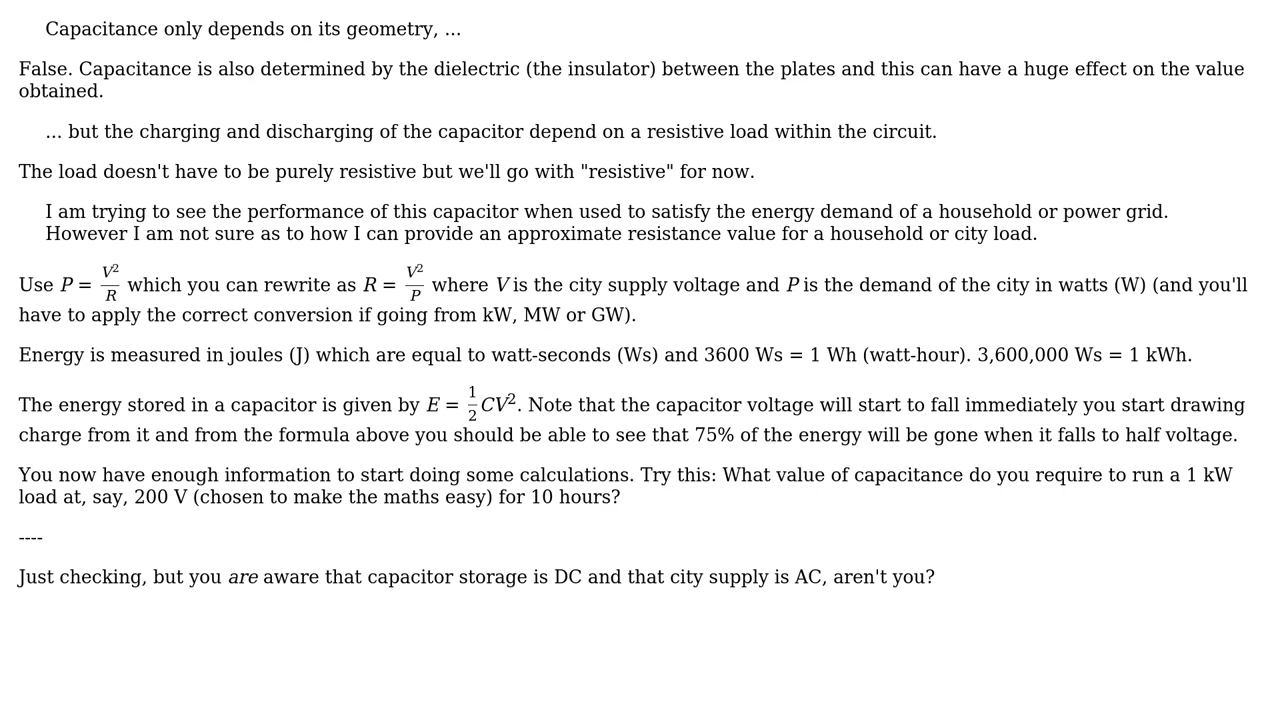 Capacitance only depends on its geometry, ...
False. Capacitance is also determined by the dielectric (the insulator) between the plates and this can have a huge effect on the value
obtained.
... but the charging and discharging of the capacitor depend on a resistive load within the circuit.
The load doesn't have to be purely resistive but we'll go with "resistive" for now.
I am trying to see the performance of this capacitor when used to satisfy the energy demand of a household or power grid.
However I am not sure as to how I can provide an approximate resistance value for a household or city load.
Use P = V²/R which you can rewrite as R = V²/P where V is the city supply voltage and P is the demand of the city in watts (W) (and you'll
have to apply the correct conversion if going from kW, MW or GW).
Energy is measured in joules (J) which are equal to watt-seconds (Ws) and 3600 Ws = 1 Wh (watt-hour). 3,600,000 Ws = 1 kWh.
The energy stored in a capacitor is given by E = 1/2 CV². Note that the capacitor voltage will start to fall immediately you start drawing
charge from it and from the formula above you should be able to see that 75% of the energy will be gone when it falls to half voltage.
You now have enough information to start doing some calculations. Try this: What value of capacitance do you require to run a 1 kW
load at, say, 200 V (chosen to make the maths easy) for 10 hours?
----
Just checking, but you are aware that capacitor storage is DC and that city supply is AC, aren't you?